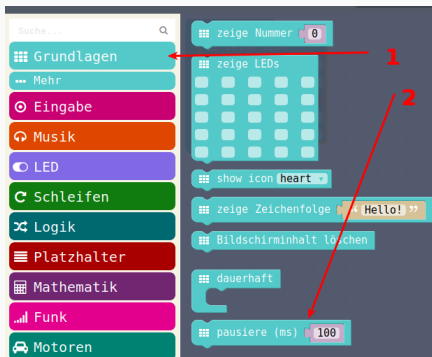 Suche...
Grundlagen
Mehr
Eingabe
Musik
LED
Schleifen
Logik
Platzhalter
Mathematik
Funk
Motoren
zeige Nummer 0
zeige LEDs
show icon heart
zeige Zeichenfolge " Hello! "
Bildschirminhalt löschen
dauerhaft
pausiere (ms) 100
1
2